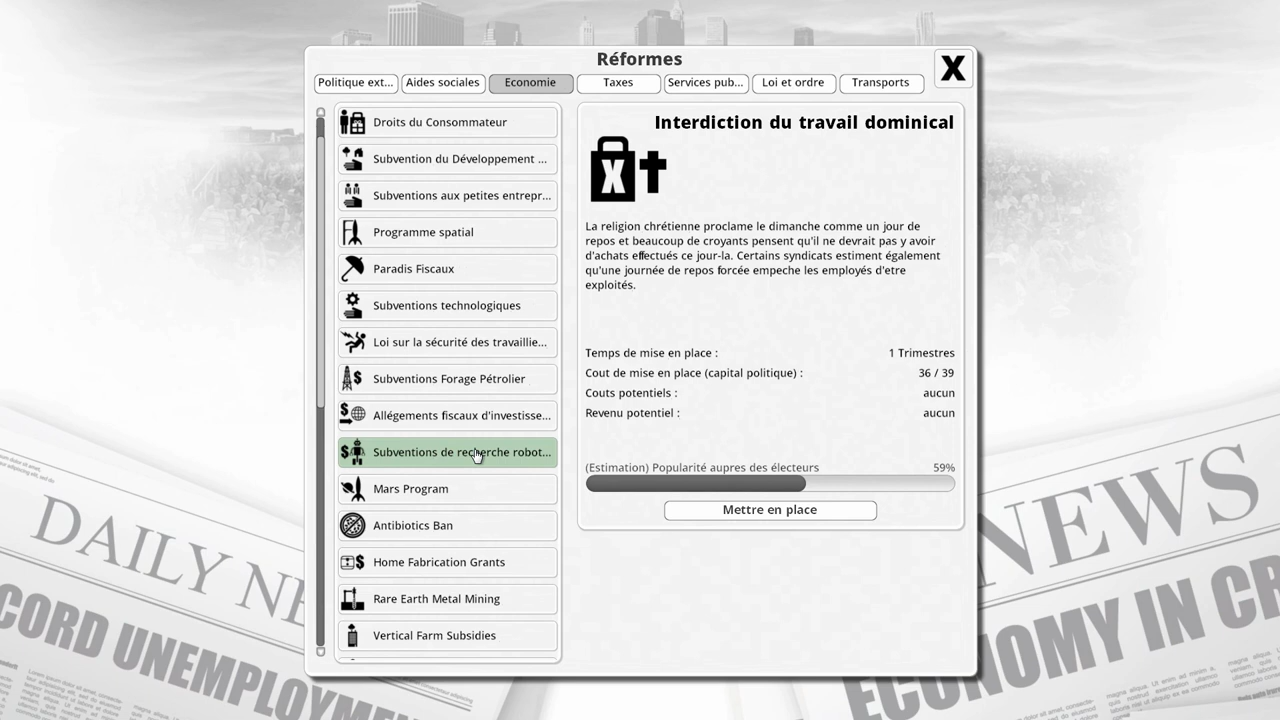 Réformes
X
Politique ext...
Aides sociales
Economie
Taxes
Services pub...
Loi et ordre
Transports
Droits du Consommateur
Subvention du Développement ...
Subventions aux petites entrepr...
Programme spatial
Paradis Fiscaux
Subventions technologiques
Loi sur la sécurité des travaillie...
Subventions Forage Pétrolier
Allégements fiscaux d'investisse...
Subventions de recherche robot...
Mars Program
Antibiotics Ban
Home Fabrication Grants
Rare Earth Metal Mining
Vertical Farm Subsidies
Interdiction du travail dominical
X
La religion chrétienne proclame le dimanche comme un jour de
repos et beaucoup de croyants pensent qu'il ne devrait pas y avoir
d'achats effectués ce jour-la. Certains syndicats estiment également
qu'une journée de repos forcée empeche les employés d'etre
exploités.
Temps de mise en place : 1 Trimestres
Cout de mise en place (capital politique) : 36 / 39
Couts potentiels : aucun
Revenu potentiel : aucun
(Estimation) Popularité aupres des électeurs 59%
Mettre en place
DAILY NE
CORD UNEMPLOYM
NEWS
ECONOMY IN CR